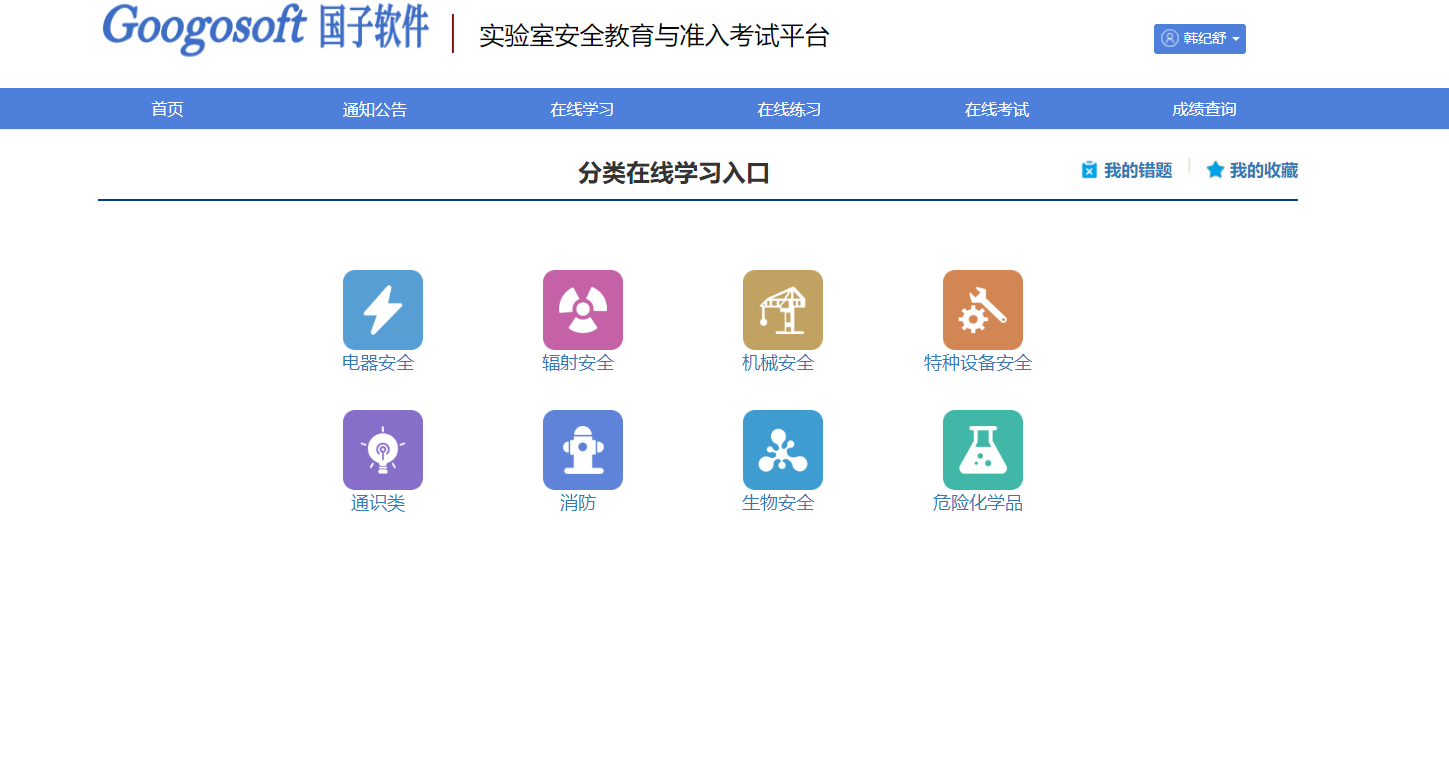 Googosoft 国子软件 实验室安全教育与准入考试平台 韩纪舒
首页 通知公告 在线学习 在线练习 在线考试 成绩查询
分类在线学习入口 我的错题 我的收藏
电器安全 辐射安全 机械安全 特种设备安全
通识类 消防 生物安全 危险化学品